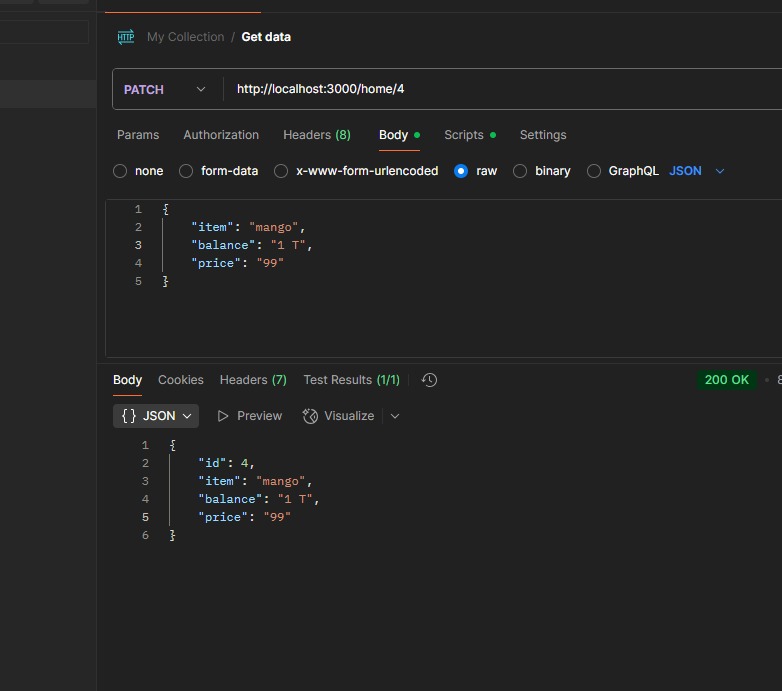 HTTP My Collection / Get data
PATCH http://localhost:3000/home/4
Params Authorization Headers (8) Body Scripts Settings
none form-data x-www-form-urlencoded raw binary GraphQL JSON
1 {
2 "item": "mango",
3 "balance": "1 T",
4 "price": "99"
5 }
Body Cookies Headers (7) Test Results (1/1) 200 OK
{} JSON Preview Visualize
1 {
2 "id": 4,
3 "item": "mango",
4 "balance": "1 T",
5 "price": "99"
6 }